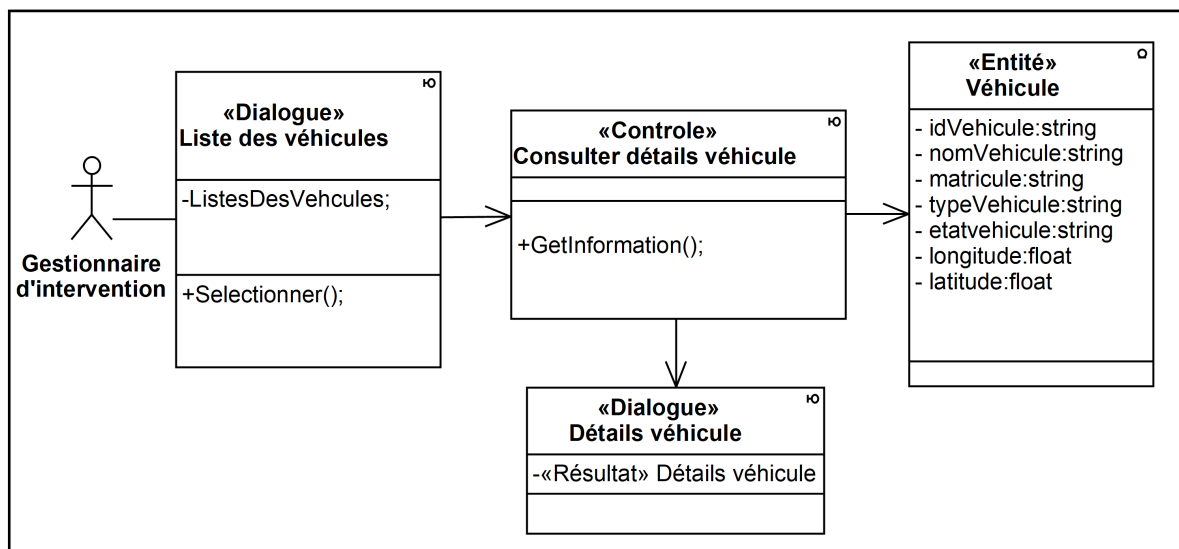 Gestionnaire
d'intervention
«Dialogue»
Liste des véhicules
-ListesDesVehcules;
+Selectionner();
«Controle»
Consulter détails véhicule
+GetInformation();
«Entité»
Véhicule
- idVehicule:string
- nomVehicule:string
- matricule:string
- typeVehicule:string
- etatvehicule:string
- longitude:float
- latitude:float
«Dialogue»
Détails véhicule
-«Résultat» Détails véhicule